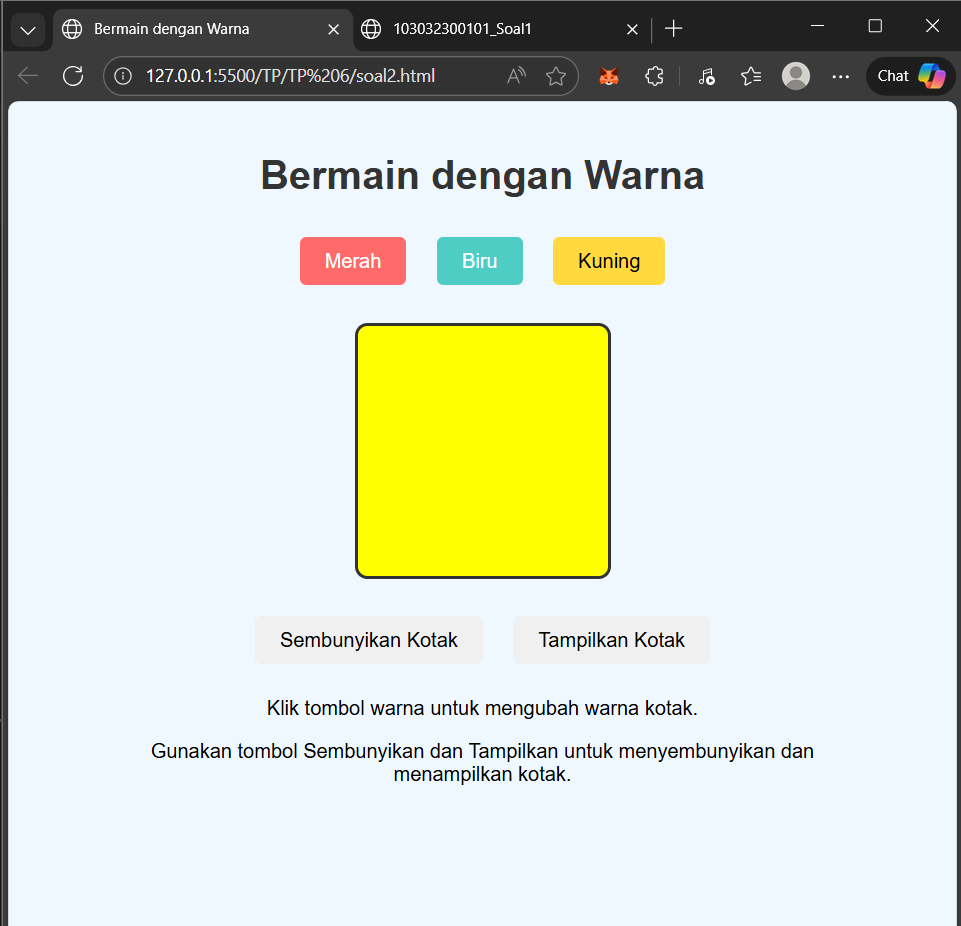 Bermain dengan Warna
103032300101_Soal1
127.0.0.1:5500/TP/TP%206/soal2.html
Chat
Bermain dengan Warna
Merah
Biru
Kuning
Sembunyikan Kotak
Tampilkan Kotak
Klik tombol warna untuk mengubah warna kotak.
Gunakan tombol Sembunyikan dan Tampilkan untuk menyembunyikan dan
menampilkan kotak.